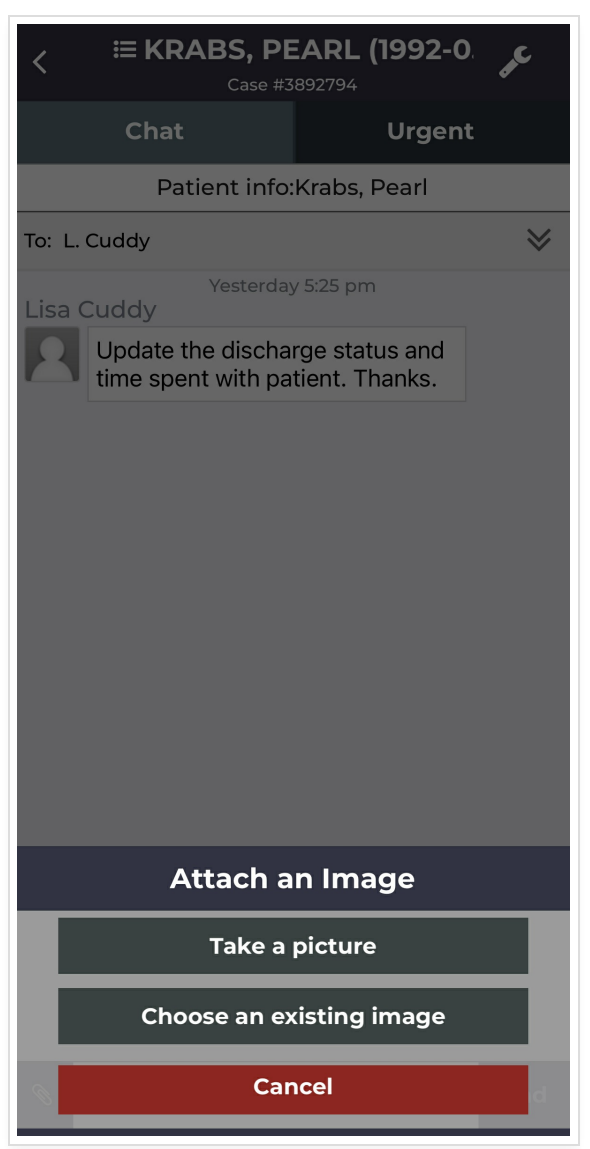 KRABS, PEARL (1992-0
Case #3892794
Chat
Urgent
Patient info:Krabs, Pearl
To: L. Cuddy
Yesterday 5:25 pm
Lisa Cuddy
Update the discharge status and
time spent with patient. Thanks.
Attach an Image
Take a picture
Choose an existing image
Cancel